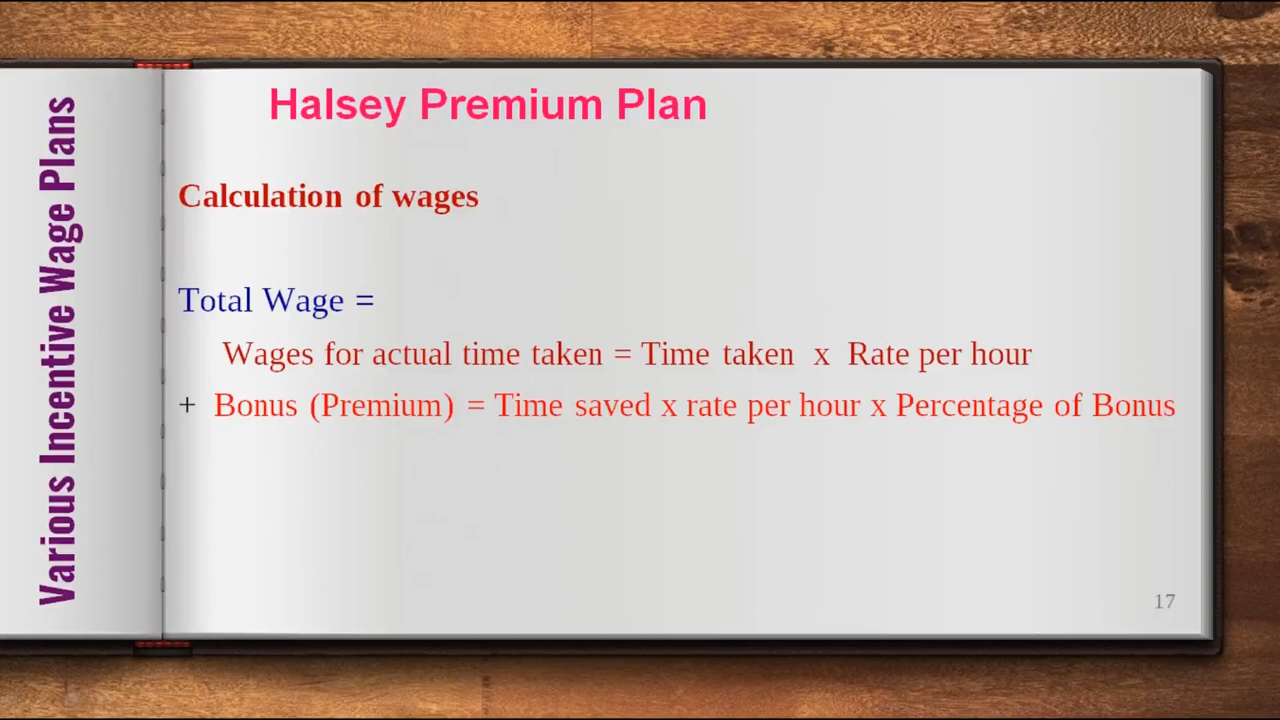 Various Incentive Wage Plans
Halsey Premium Plan
Calculation of wages
Total Wage =
Wages for actual time taken = Time taken x Rate per hour
+ Bonus (Premium) = Time saved x rate per hour x Percentage of Bonus
17